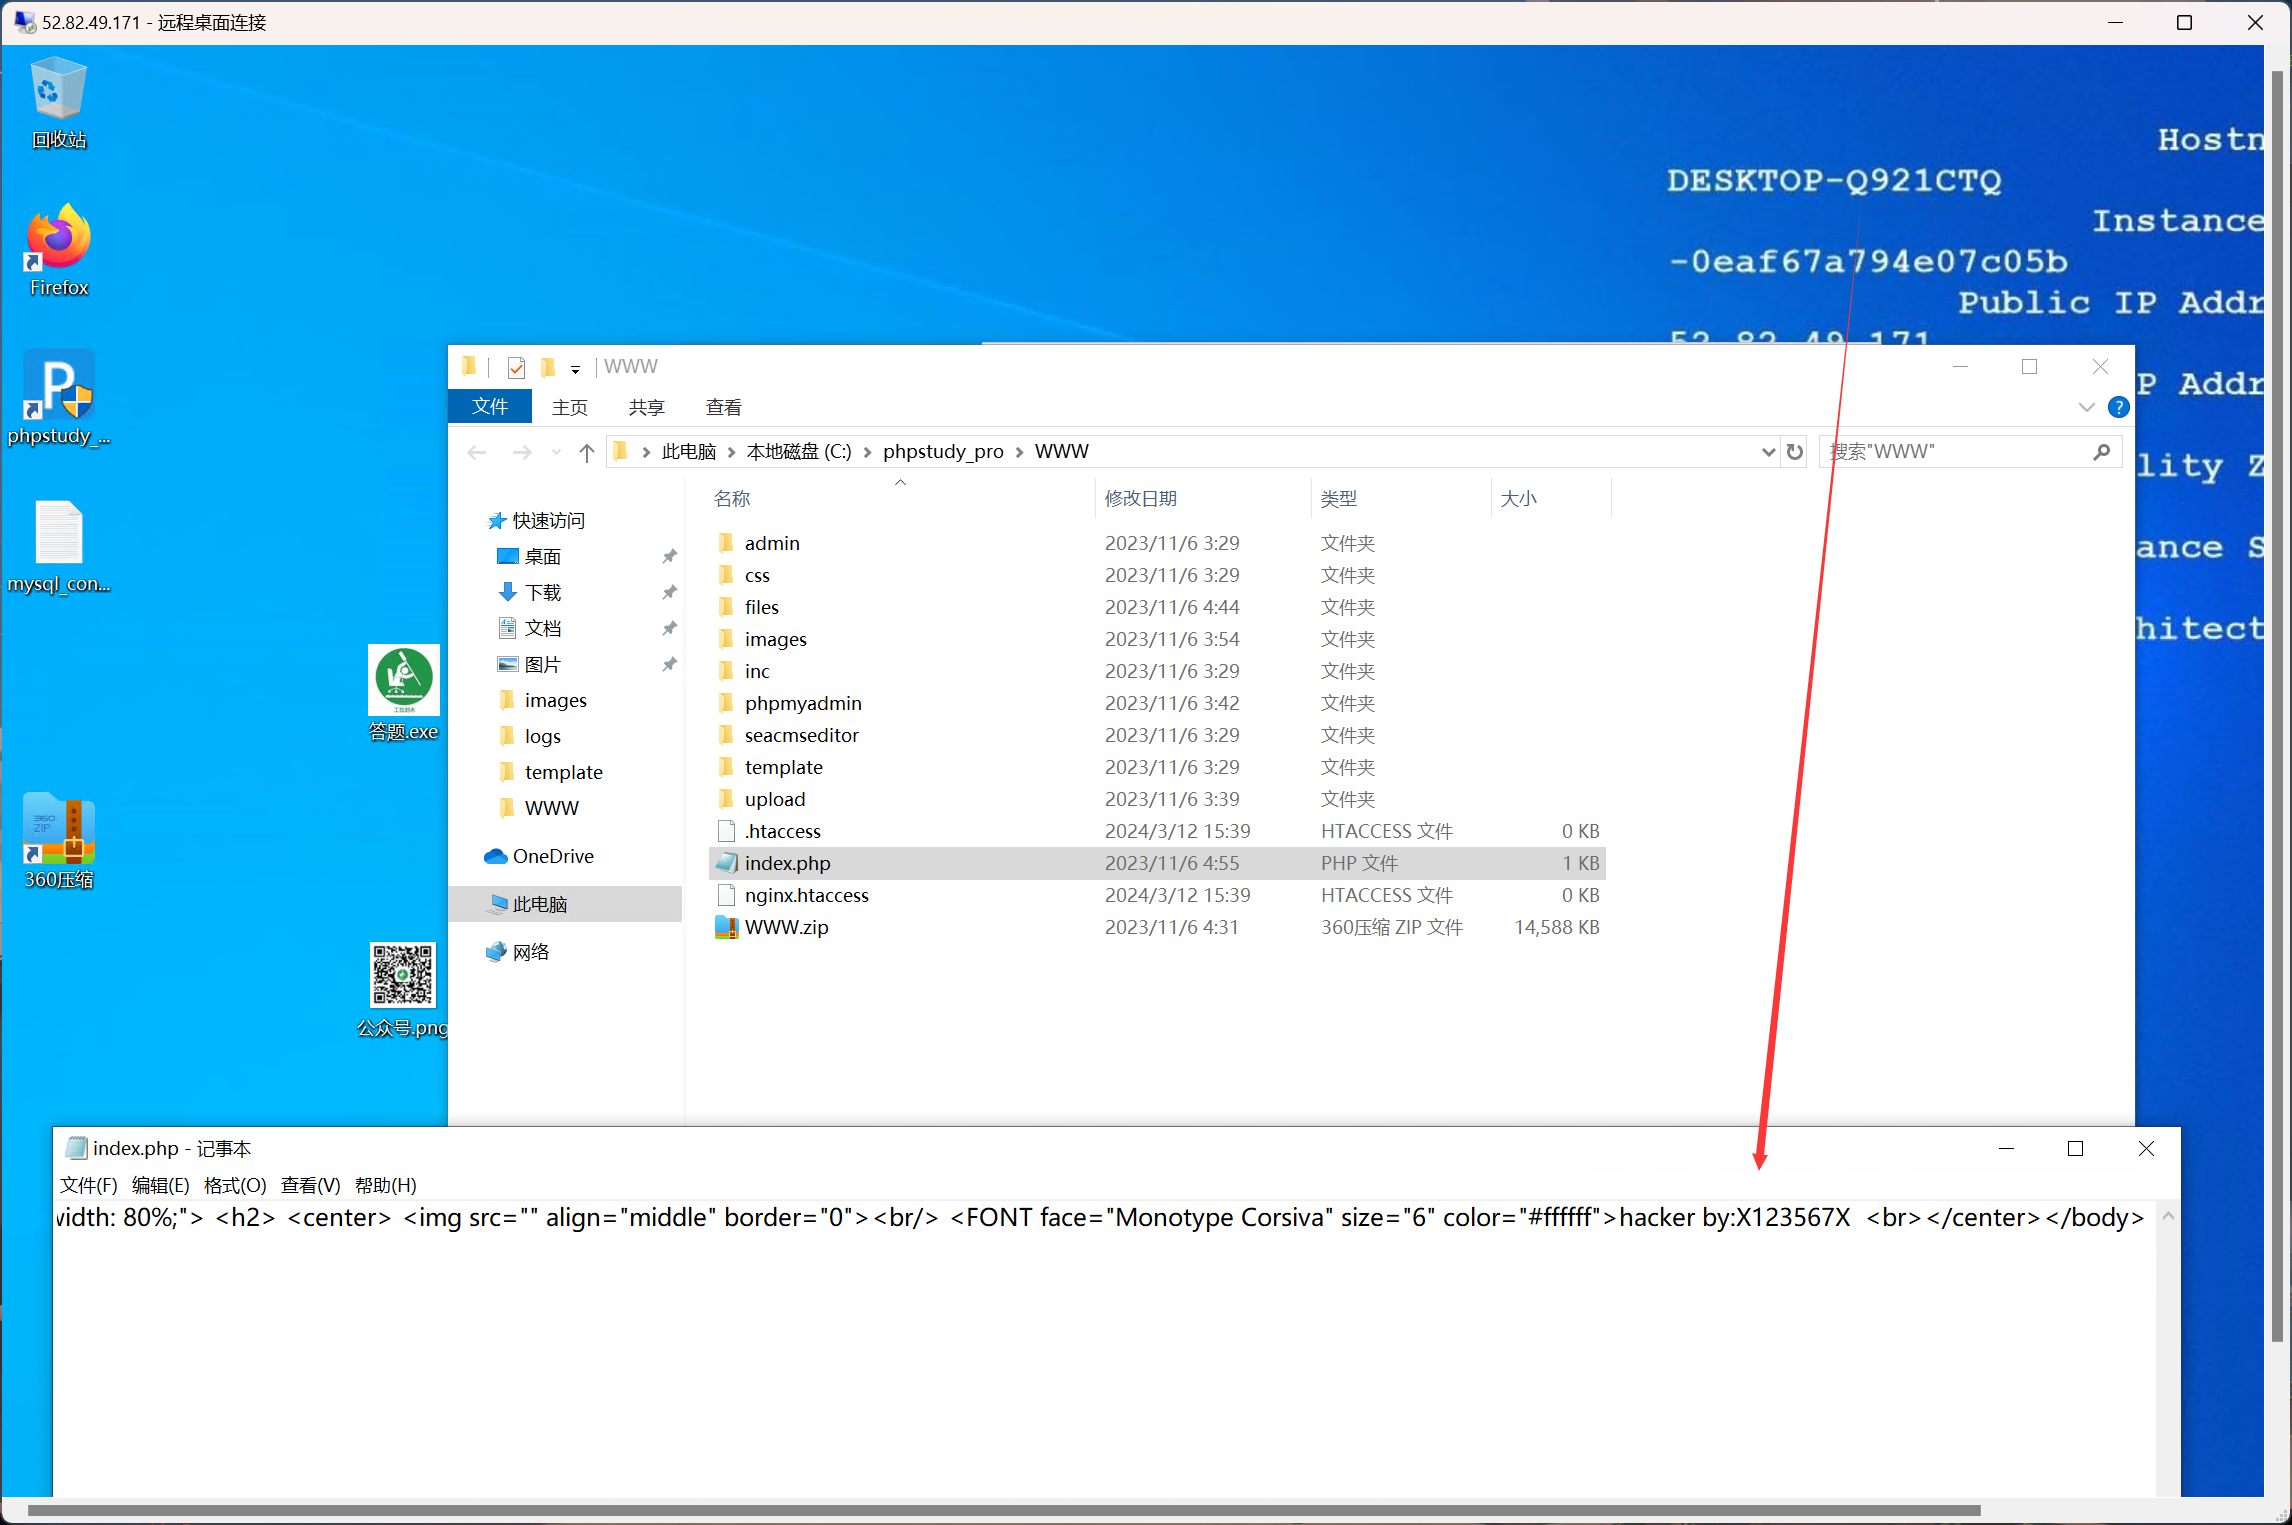 52.82.49.171 - 远程桌面连接
回收站
Firefox
phpstudy_...
mysql_con...
答题.exe
360压缩
公众号.png
Hostn
DESKTOP-Q921CTQ
Instance
-0eaf67a794e07c05b
Public IP Addr
52.82.49.171
P Addr
lity Z
ance S
hitect
WWW
文件 主页 共享 查看
此电脑 > 本地磁盘 (C:) > phpstudy_pro > WWW
搜索"WWW"
快速访问
桌面
下载
文档
图片
images
logs
template
WWW
OneDrive
此电脑
网络
名称 修改日期 类型 大小
admin 2023/11/6 3:29 文件夹
css 2023/11/6 3:29 文件夹
files 2023/11/6 4:44 文件夹
images 2023/11/6 3:54 文件夹
inc 2023/11/6 3:29 文件夹
phpmyadmin 2023/11/6 3:42 文件夹
seacmseditor 2023/11/6 3:29 文件夹
template 2023/11/6 3:29 文件夹
upload 2023/11/6 3:39 文件夹
.htaccess 2024/3/12 15:39 HTACCESS 文件 0 KB
index.php 2023/11/6 4:55 PHP 文件 1 KB
nginx.htaccess 2024/3/12 15:39 HTACCESS 文件 0 KB
WWW.zip 2023/11/6 4:31 360压缩 ZIP 文件 14,588 KB
index.php - 记事本
文件(F) 编辑(E) 格式(O) 查看(V) 帮助(H)
width: 80%;"> <h2> <center> <img src="" align="middle" border="0"><br/> <FONT face="Monotype Corsiva" size="6" color="#ffffff">hacker by:X123567X <br></center></body>